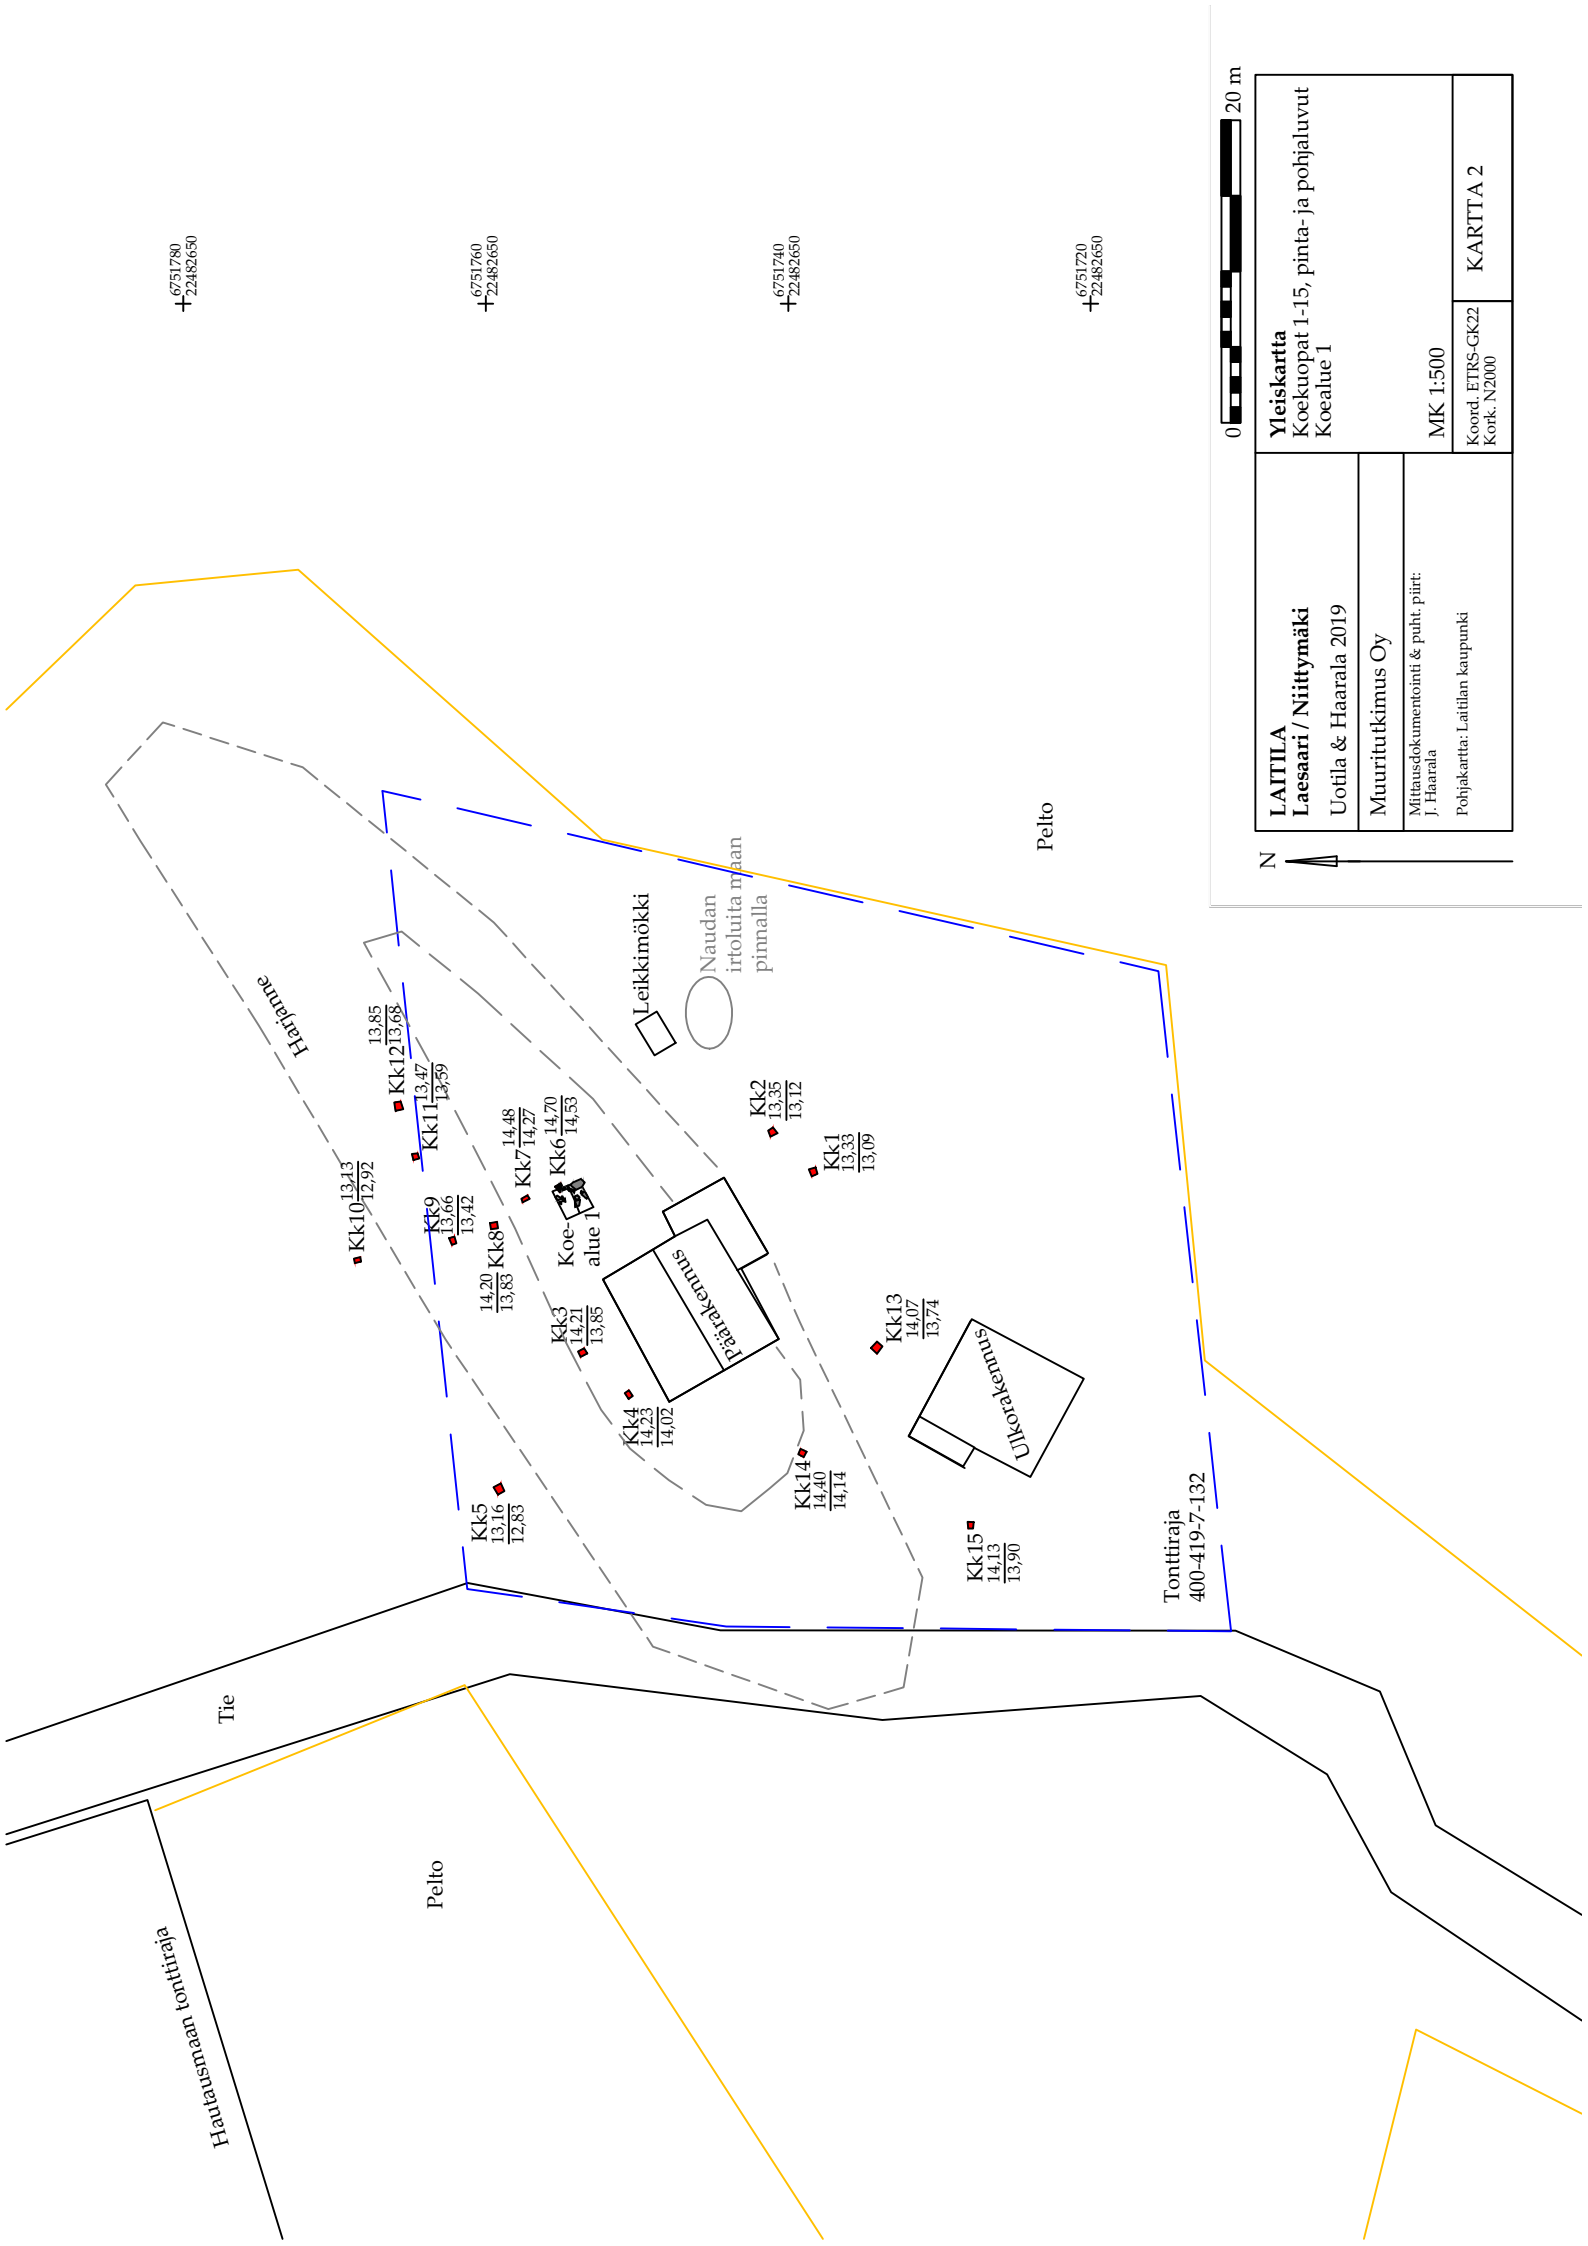 Hautausmaan tonttiraja
Tie
Pelto
Harjanne
6751780
22482650
6751760
22482650
6751740
22482650
6751720
22482650
Kk10
13,13
12,92
Kk12
13,85
13,68
Kk11
13,47
13,59
Kk9
13,66
13,42
Kk8
14,20
13,83
Kk7
14,48
14,27
Kk6
14,70
14,53
Koe-
alue 1
Kk5
13,16
12,83
Kk3
14,21
13,85
Kk4
14,23
14,02
Päärakennus
Leikkimökki
Naudan
irtoluita maan
pinnalla
Kk2
13,35
13,12
Kk1
13,33
13,09
Kk14
14,40
14,14
Kk13
14,07
13,74
Kk15
14,13
13,90
Ulkorakennus
Pelto
Tonttiraja
400-419-7-132
N
0
20 m
LAITILA
Laesaari / Niittymäki
Uotila & Haarala 2019
Muuritutkimus Oy
Mittausdokumentointi & puht. piirt:
J. Haarala
Pohjakartta: Laitilan kaupunki
Yleiskartta
Koekuopat 1-15, pinta- ja pohjaluvut
Koealue 1
MK 1:500
Koord. ETRS-GK22
Kork. N2000
KARTTA 2